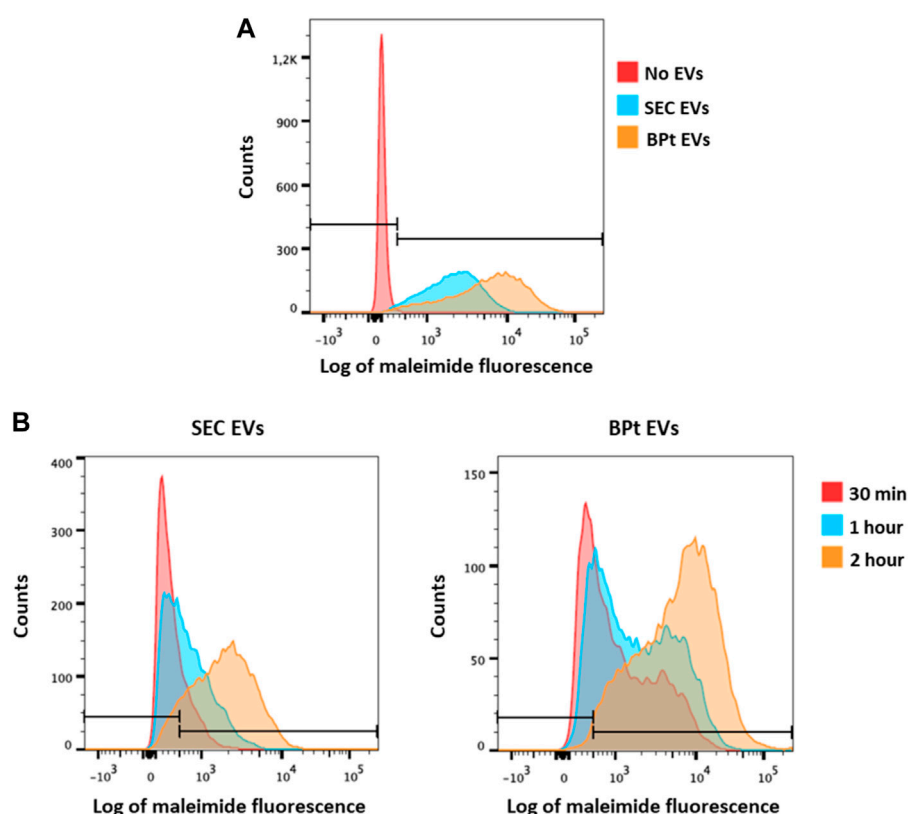 A
1,2K
900
600
300
0
Counts
-10³ 0 10³ 10⁴ 10⁵
Log of maleimide fluorescence
No EVs
SEC EVs
BPt EVs
B
SEC EVs
400
300
200
100
0
Counts
-10³ 0 10³ 10⁴ 10⁵
Log of maleimide fluorescence
BPt EVs
150
100
50
0
Counts
-10³ 0 10³ 10⁴ 10⁵
Log of maleimide fluorescence
30 min
1 hour
2 hour